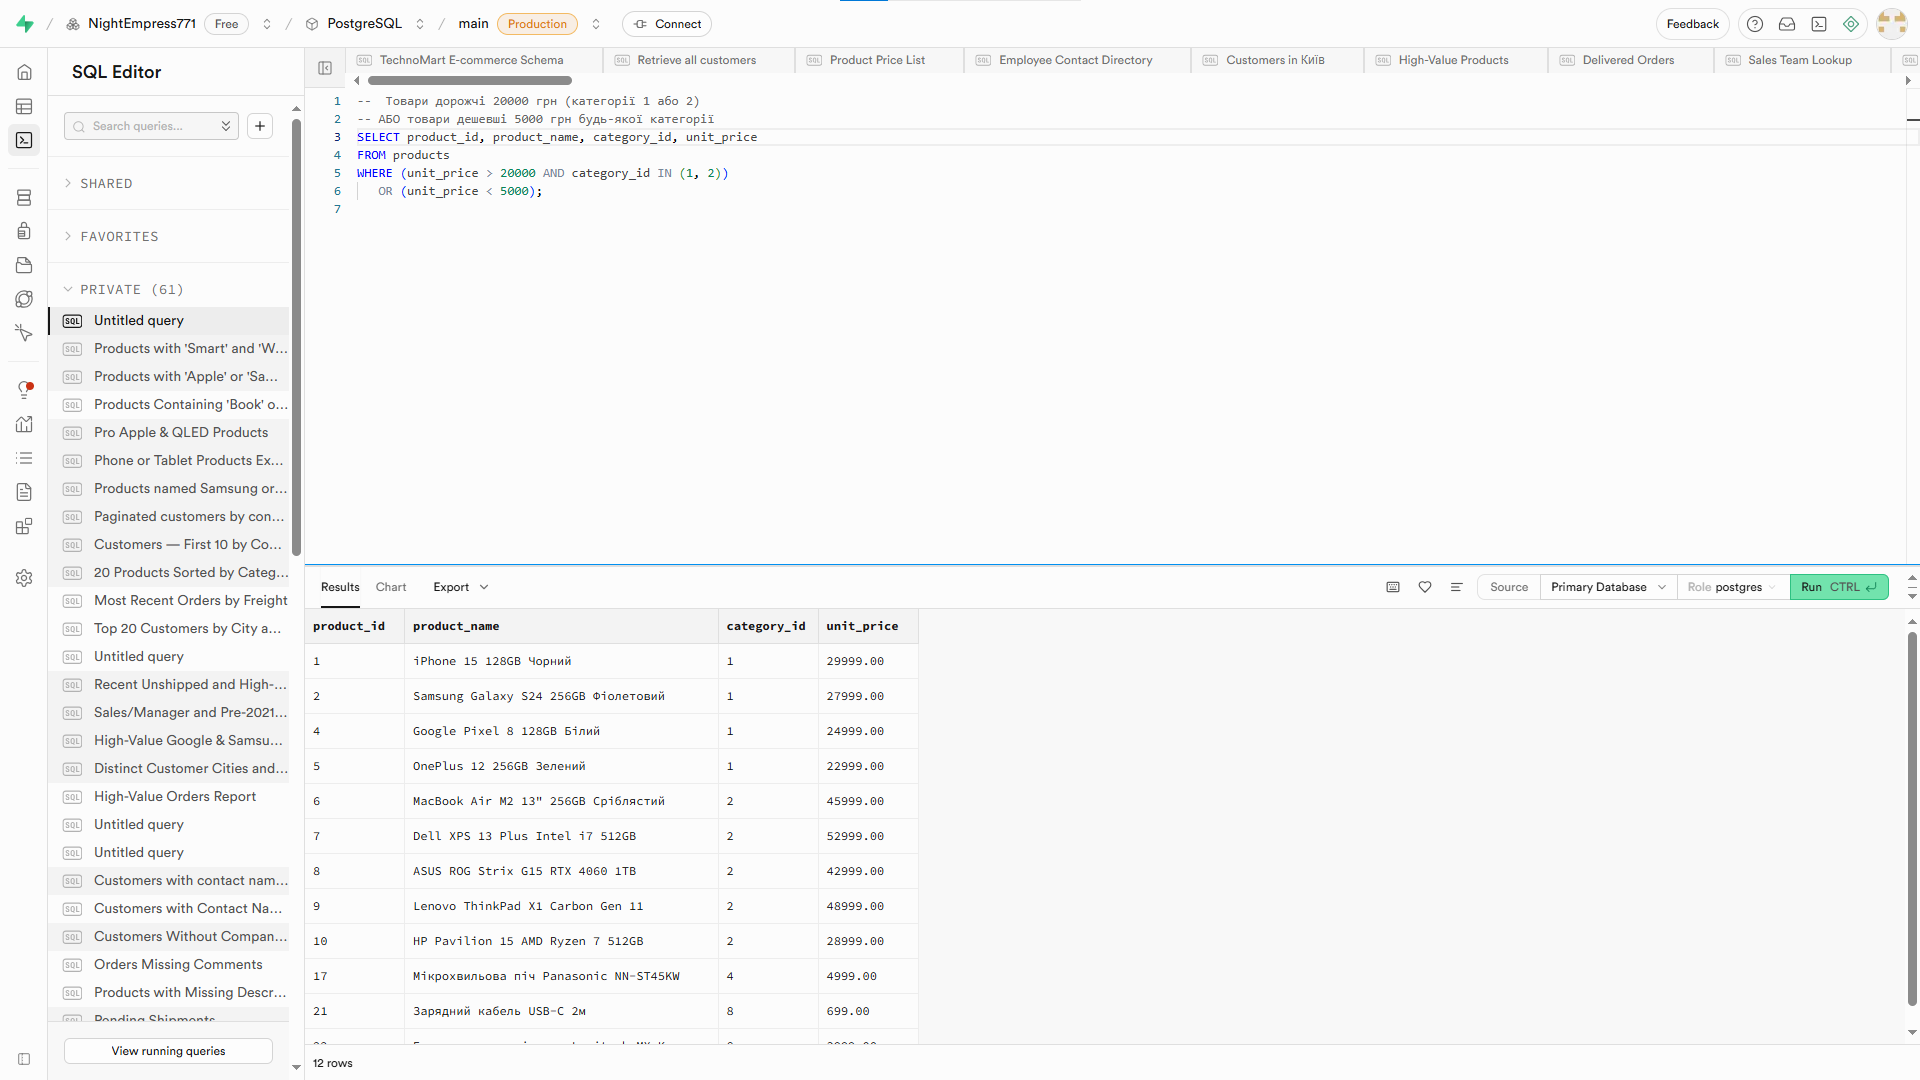 NightEmpress771 Free PostgreSQL main Production Connect Feedback
SQL Editor
Search queries...
SHARED
FAVORITES
PRIVATE (61)
Untitled query
Products with 'Smart' and 'W...
Products with 'Apple' or 'Sa...
Products Containing 'Book' o...
Pro Apple & QLED Products
Phone or Tablet Products Ex...
Products named Samsung or...
Paginated customers by con...
Customers — First 10 by Co...
20 Products Sorted by Categ...
Most Recent Orders by Freight
Top 20 Customers by City a...
Untitled query
Recent Unshipped and High-...
Sales/Manager and Pre-2021...
High-Value Google & Samsu...
Distinct Customer Cities and...
High-Value Orders Report
Untitled query
Untitled query
Customers with contact nam...
Customers with Contact Na...
Customers Without Compan...
Orders Missing Comments
Products with Missing Descr...
Pending Shipments
View running queries
TechnoMart E-commerce Schema Retrieve all customers Product Price List Employee Contact Directory Customers in Київ High-Value Products Delivered Orders Sales Team Lookup
1 -- Товари дорожчі 20000 грн (категорії 1 або 2)
2 -- АБО товари дешевші 5000 грн будь-якої категорії
3 SELECT product_id, product_name, category_id, unit_price
4 FROM products
5 WHERE (unit_price > 20000 AND category_id IN (1, 2))
6 OR (unit_price < 5000);
7
Results Chart Export Source Primary Database Role postgres Run CTRL
product_id product_name category_id unit_price
1 iPhone 15 128GB Чорний 1 29999.00
2 Samsung Galaxy S24 256GB Фіолетовий 1 27999.00
4 Google Pixel 8 128GB Білий 1 24999.00
5 OnePlus 12 256GB Зелений 1 22999.00
6 MacBook Air M2 13" 256GB Сріблястий 2 45999.00
7 Dell XPS 13 Plus Intel i7 512GB 2 52999.00
8 ASUS ROG Strix G15 RTX 4060 1TB 2 42999.00
9 Lenovo ThinkPad X1 Carbon Gen 11 2 48999.00
10 HP Pavilion 15 AMD Ryzen 7 512GB 2 28999.00
17 Мікрохвильова піч Panasonic NN-ST45KW 4 4999.00
21 Зарядний кабель USB-C 2м 8 699.00
12 rows